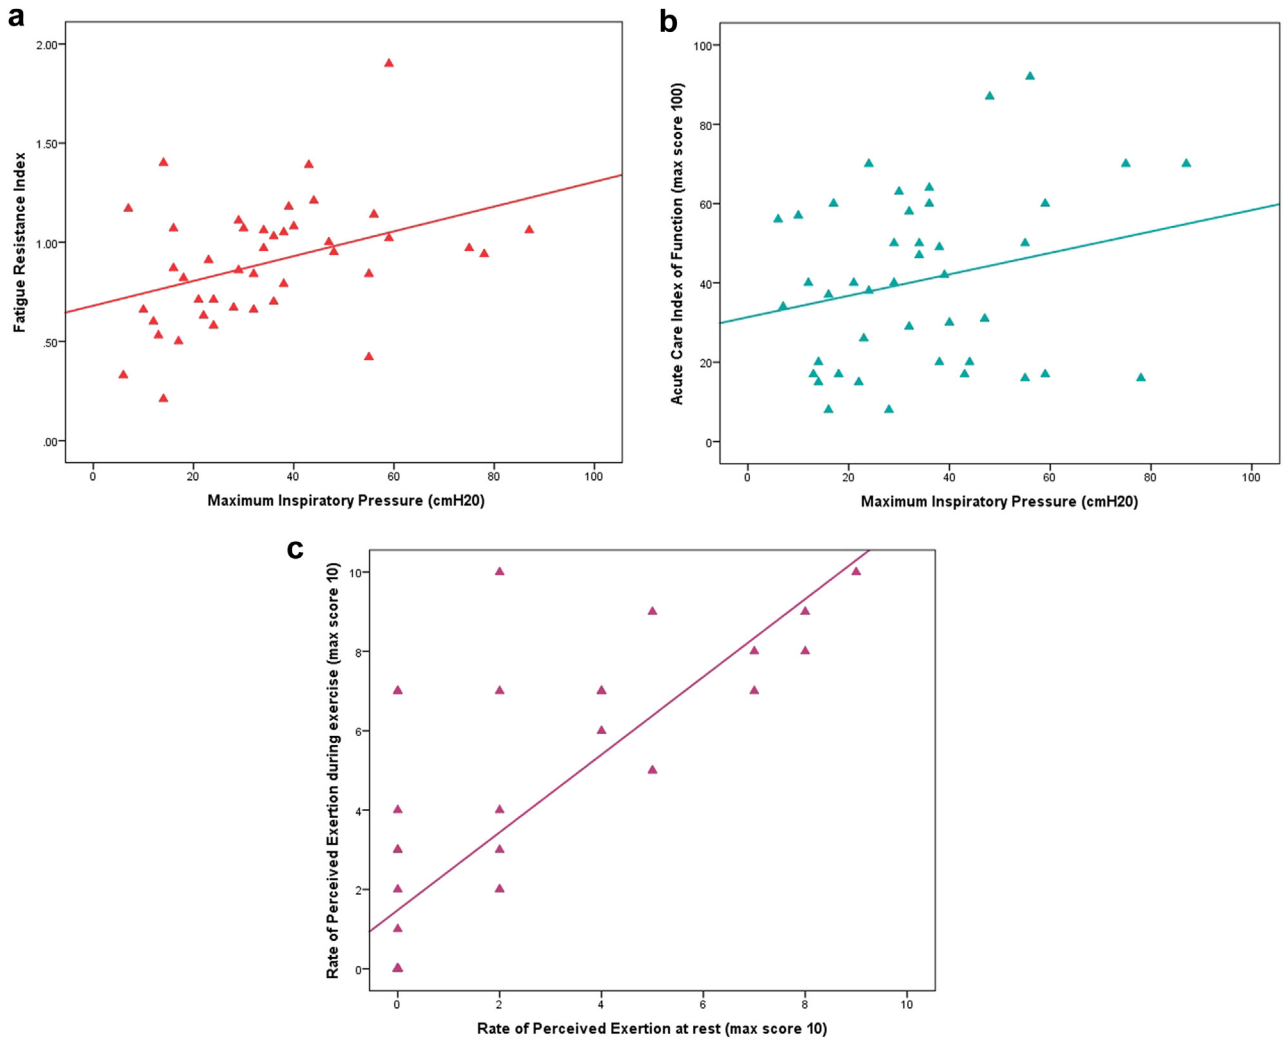 a
2.00
1.50
1.00
.50
.00
Fatigue Resistance Index
0 20 40 60 80 100
Maximum Inspiratory Pressure (cmH20)
b
100
80
60
40
20
0
Acute Care Index of Function (max score 100)
0 20 40 60 80 100
Maximum Inspiratory Pressure (cmH20)
c
10
8
6
4
2
0
Rate of Perceived Exertion during exercise (max score 10)
0 2 4 6 8 10
Rate of Perceived Exertion at rest (max score 10)